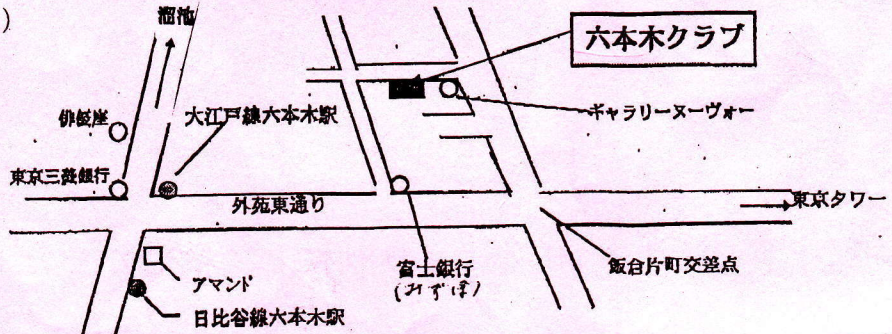 )
溜池
六本木クラブ
俳優座
大江戸線六本木駅
ギャラリーヌーヴォー
東京三菱銀行
外苑東通り
東京タワー
富士銀行
(みずほ)
飯倉片町交差点
アマンド
日比谷線六本木駅